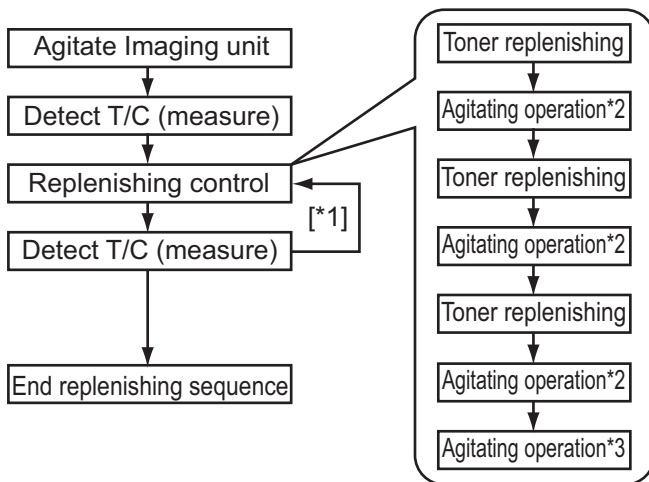 Agitate Imaging unit
Detect T/C (measure)
Replenishing control
[*1]
Detect T/C (measure)
End replenishing sequence
Toner replenishing
Agitating operation*2
Toner replenishing
Agitating operation*2
Toner replenishing
Agitating operation*2
Agitating operation*3